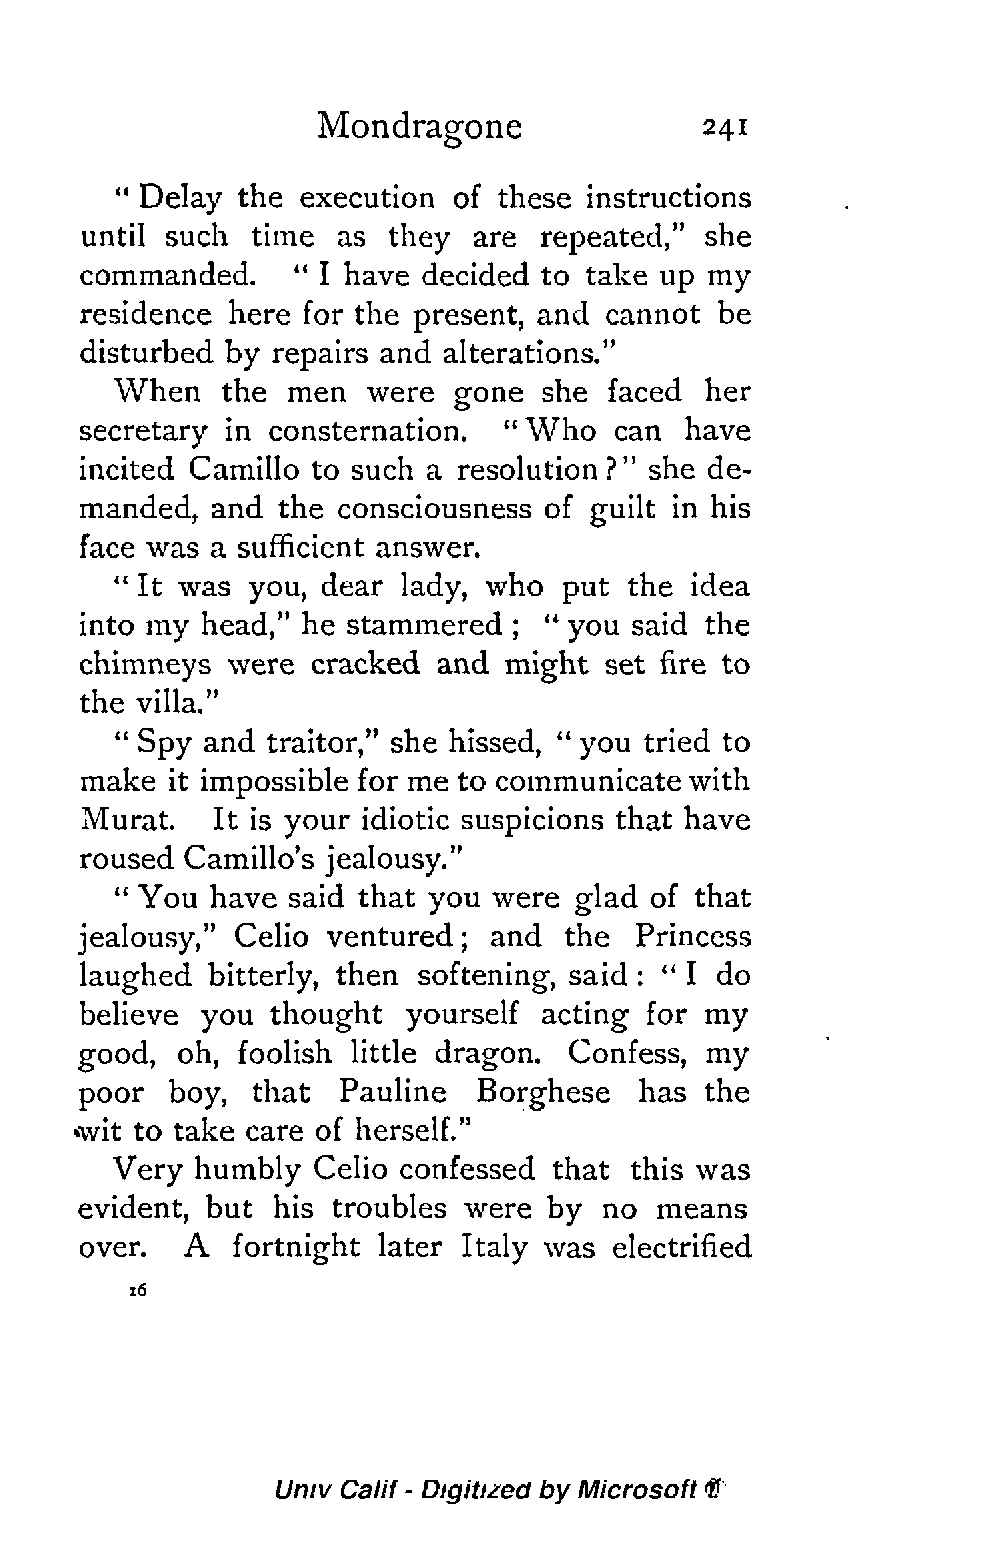 Mondragone 241
“ Delay the execution of these instructions
until such time as they are repeated,” she
commanded. “ I have decided to take up my
residence here for the present, and cannot be
disturbed by repairs and alterations.”
When the men were gone she faced her
secretary in consternation. “ Who can have
incited Camillo to such a resolution ? ” she de-
manded, and the consciousness of guilt in his
face was a sufficient answer.
“ It was you, dear lady, who put the idea
into my head,” he stammered ; “ you said the
chimneys were cracked and might set fire to
the villa.”
“ Spy and traitor,” she hissed, “ you tried to
make it impossible for me to communicate with
Murat. It is your idiotic suspicions that have
roused Camillo’s jealousy.”
“ You have said that you were glad of that
jealousy,” Celio ventured ; and the Princess
laughed bitterly, then softening, said : “ I do
believe you thought yourself acting for my
good, oh, foolish little dragon. Confess, my
poor boy, that Pauline Borghese has the
wit to take care of herself.”
Very humbly Celio confessed that this was
evident, but his troubles were by no means
over. A fortnight later Italy was electrified
16
Univ Calif - Digitized by Microsoft ®